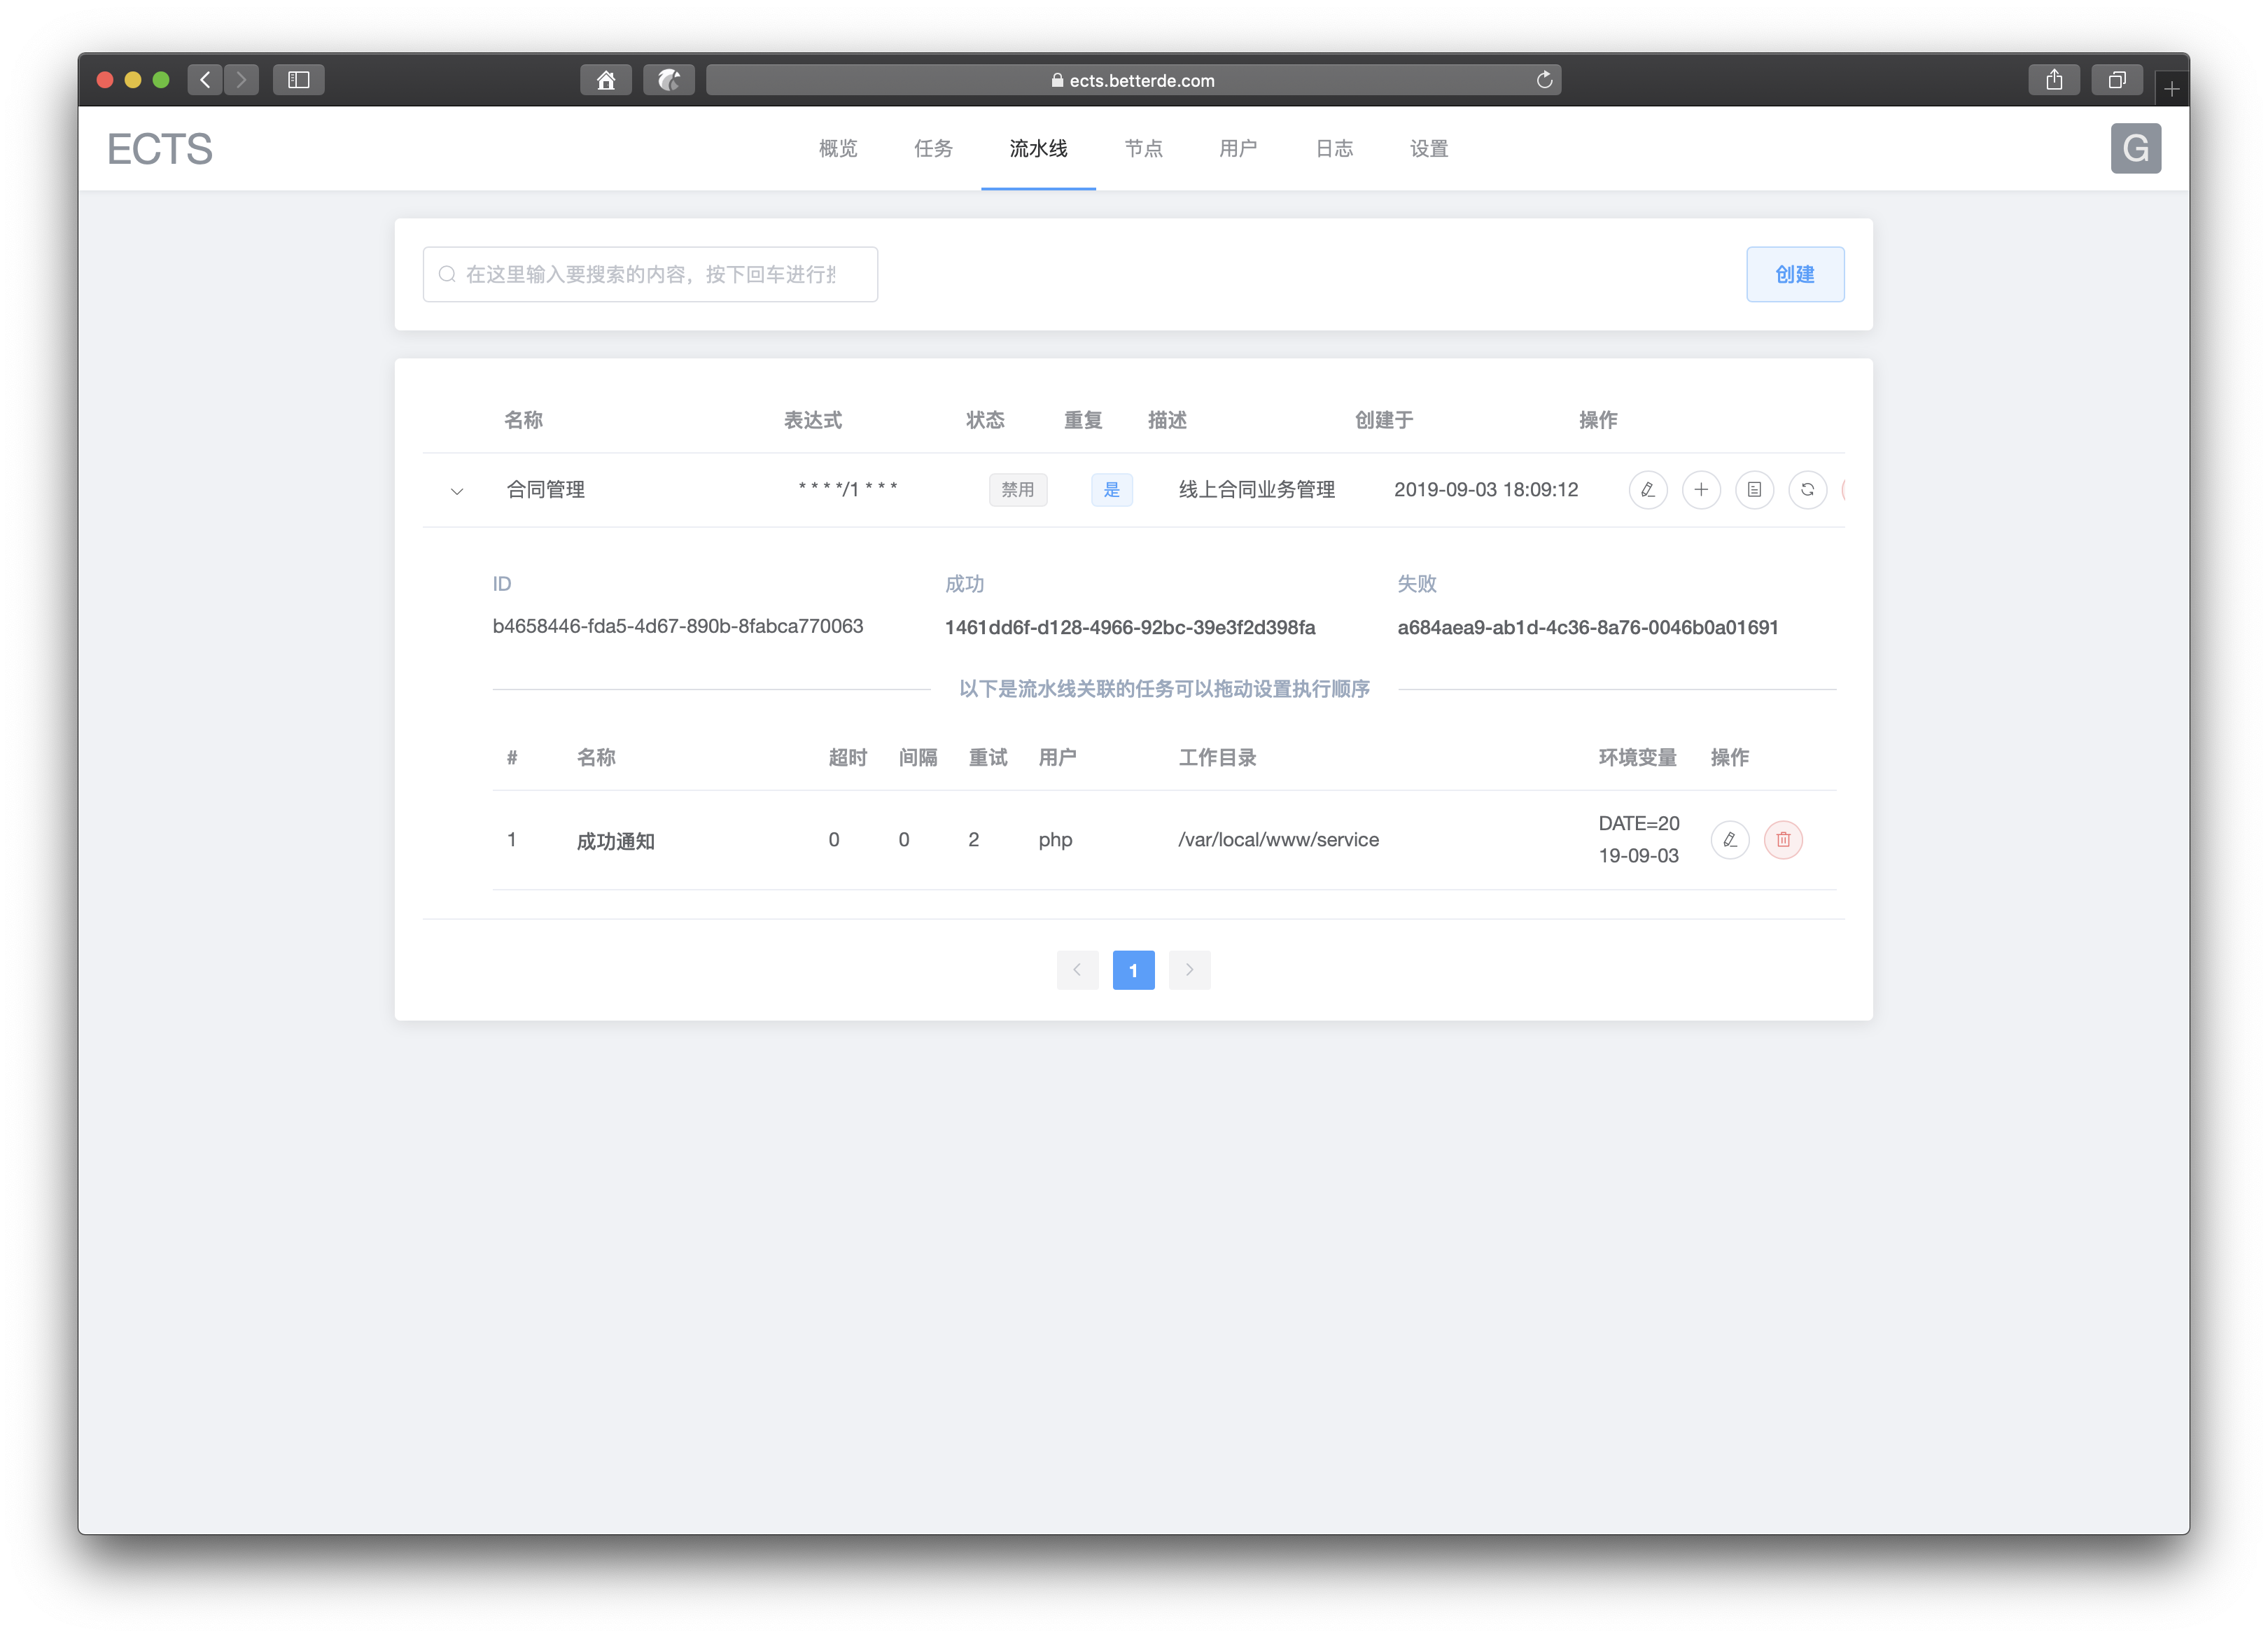 ects.betterde.com
ECTS
概览 任务 流水线 节点 用户 日志 设置
G
在这里输入要搜索的内容，按下回车进行
创建
名称 表达式 状态 重复 描述 创建于 操作
合同管理 * * * */1 * * * 禁用 是 线上合同业务管理 2019-09-03 18:09:12
ID 成功 失败
b4658446-fda5-4d67-890b-8fabca770063 1461dd6f-d128-4966-92bc-39e3f2d398fa a684aea9-ab1d-4c36-8a76-0046b0a01691
以下是流水线关联的任务可以拖动设置执行顺序
# 名称 超时 间隔 重试 用户 工作目录 环境变量 操作
1 成功通知 0 0 2 php /var/local/www/service DATE=20
19-09-03
1